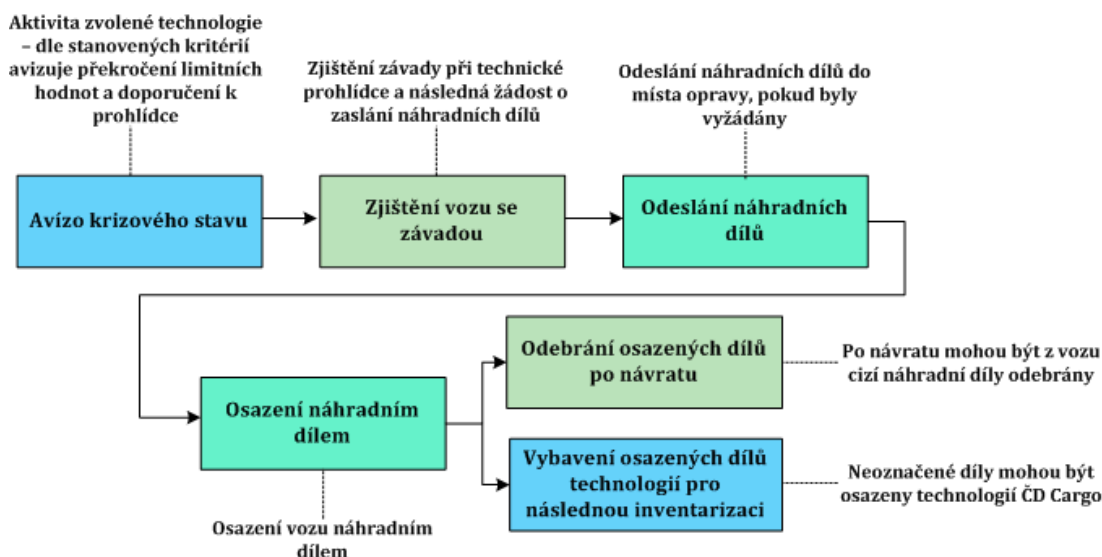 Aktivita zvolené technologie
– dle stanovených kritérií
avizuje překročení limitních
hodnot a doporučení k
prohlídce
Zjištění závady při technické
prohlídce a následná žádost o
zaslání náhradních dílů
Odeslání náhradních dílů do
místa opravy, pokud byly
vyžádány
Avízo krizového stavu
Zjištění vozu se
závadou
Odeslání náhradních
dílů
Osazení náhradním
dílem
Odebrání osazených dílů
po návratu
Po návratu mohou být z vozu
cizí náhradní díly odebrány
Vybavení osazených dílů
technologií pro
následnou inventarizaci
Neoznačené díly mohou být
osazeny technologií ČD Cargo
Osazení vozu náhradním
dílem